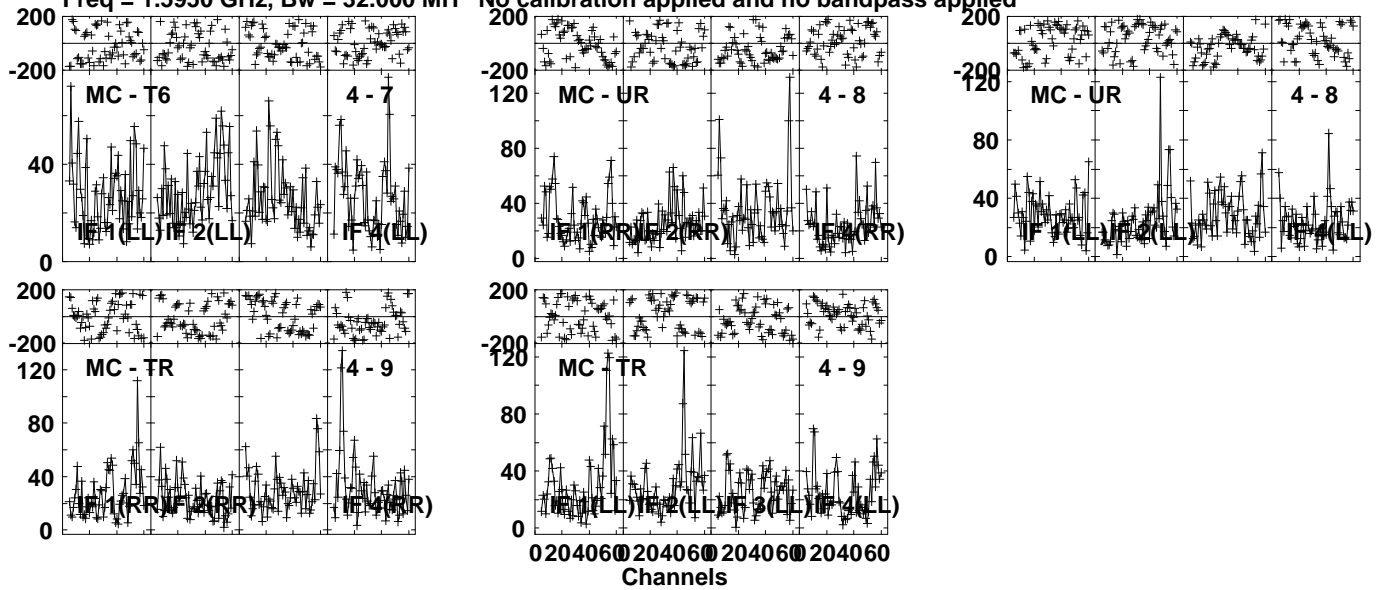 Freq = 1.5950 GHz, Bw = 32.000 MH No calibration applied and no bandpass applied
200 200 200
-200 -200 -200
MC - T6 4 - 7 120 MC - UR 4 - 8 120 MC - UR 4 - 8
80 80
40 40 40
IF 1(LL) IF 2(LL) IF 4(LL) IF 1(RR) IF 2(RR) IF 4(RR) IF 1(LL) IF 2(LL) IF 4(LL)
0 0 0
200 200
-200 -200
120 MC - TR 4 - 9 120 MC - TR 4 - 9
80 80
40 40
IF 1(RR) IF 2(RR) IF 4(RR) IF 1(LL) IF 2(LL) IF 3(LL) IF 4(LL)
0 0
0 20 40 60 0 20 40 60 0 20 40 60 0 20 40 60
Channels